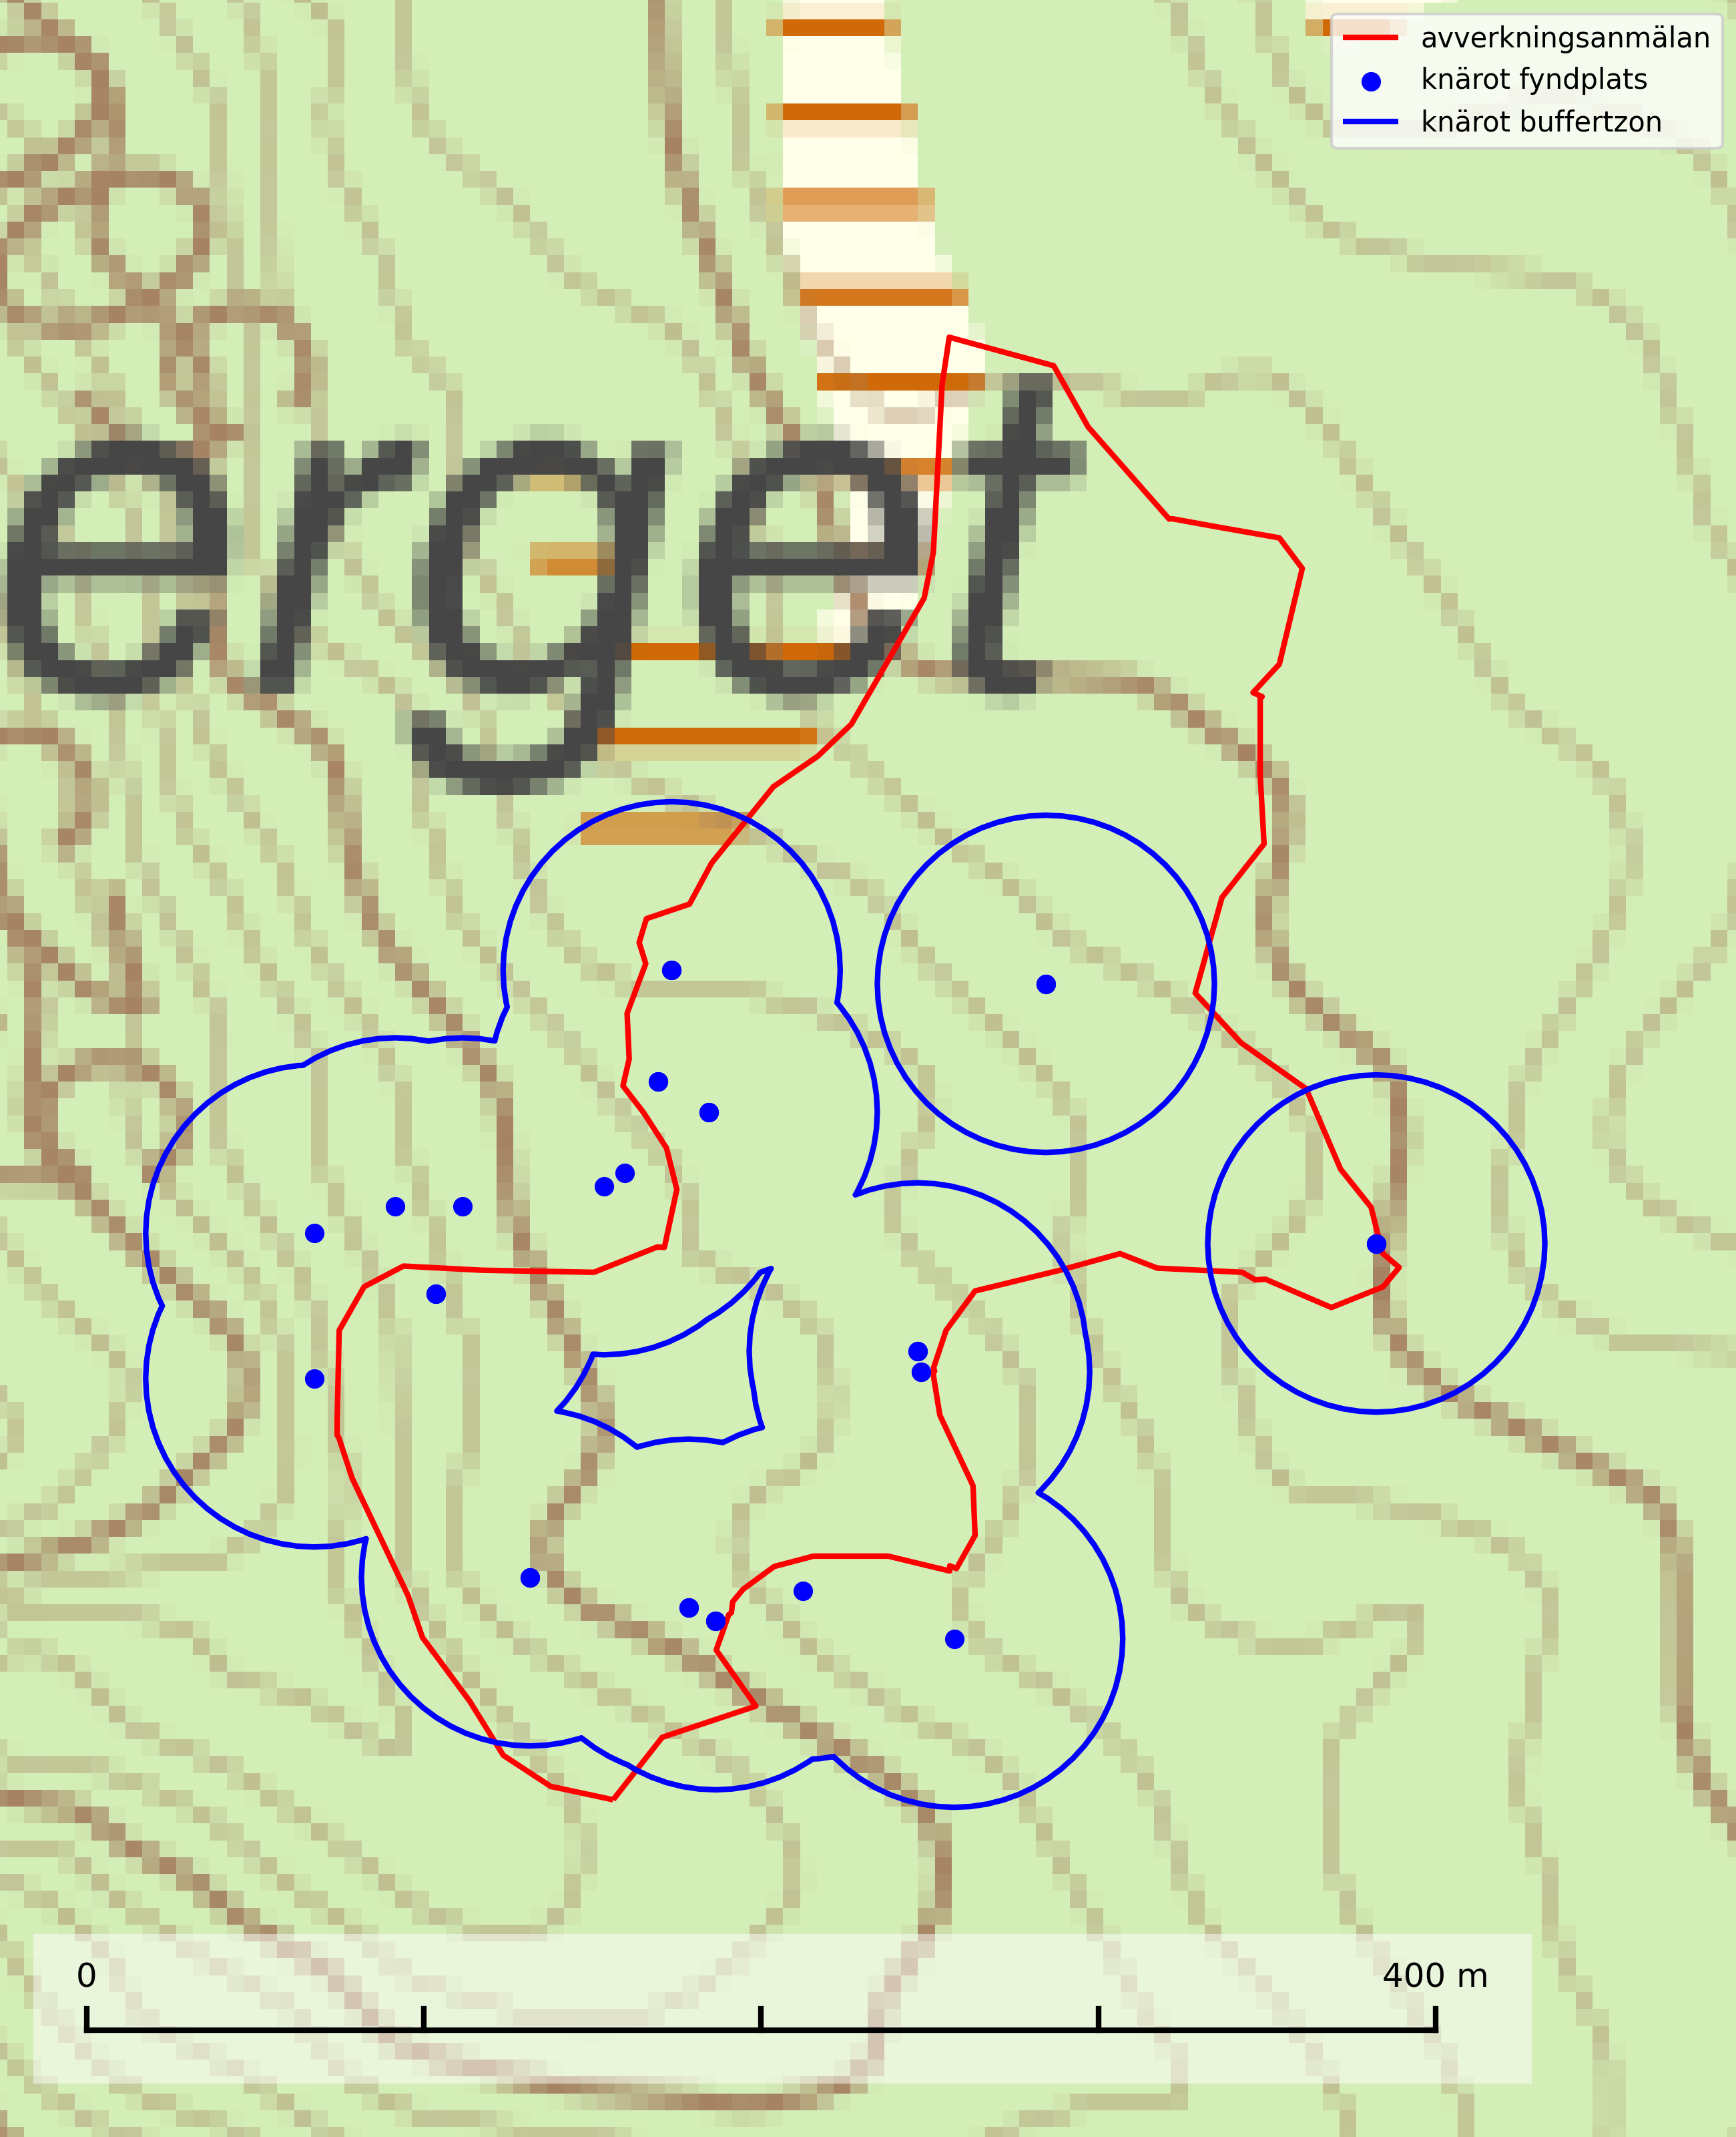 avverkningsanmälan
knärot fyndplats
knärot buffertzon
erget
0 400 m